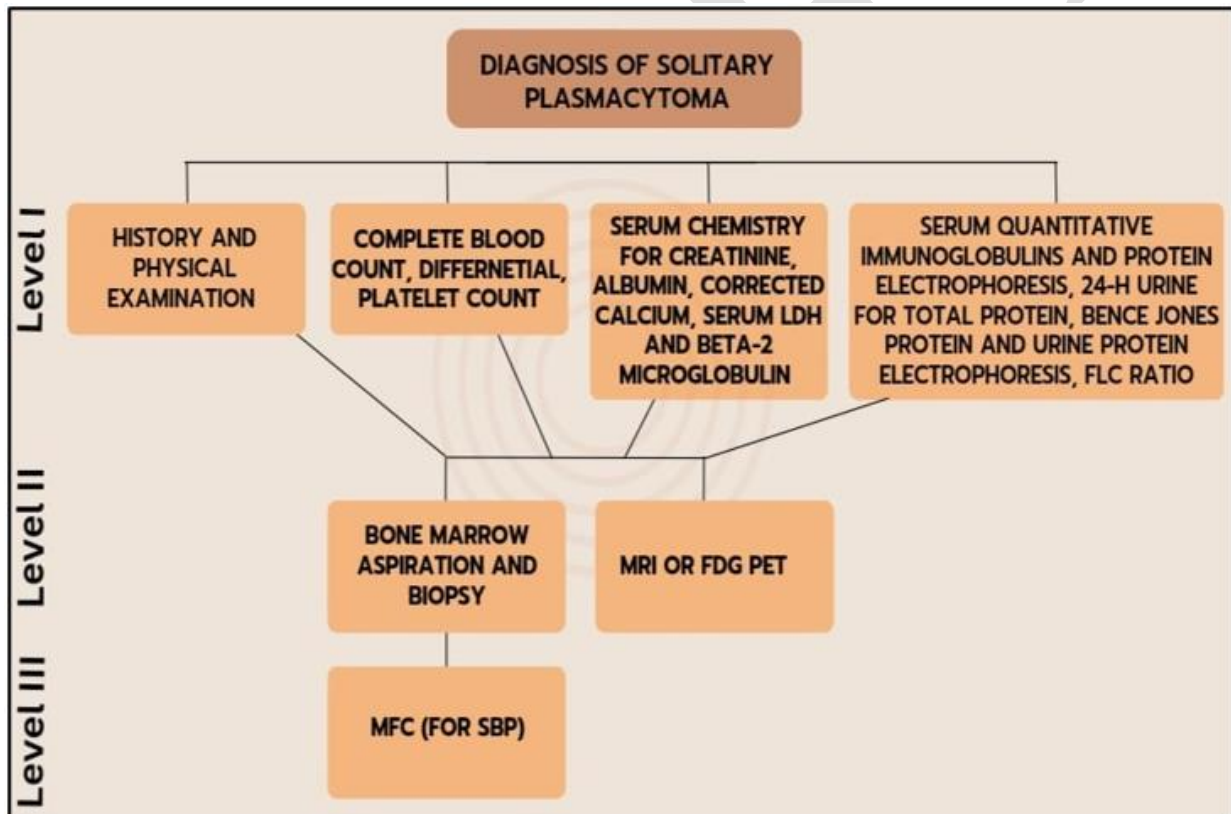 DIAGNOSIS OF SOLITARY
PLASMACYTOMA
Level I
HISTORY AND
PHYSICAL
EXAMINATION
COMPLETE BLOOD
COUNT, DIFFERNETIAL,
PLATELET COUNT
SERUM CHEMISTRY
FOR CREATININE,
ALBUMIN, CORRECTED
CALCIUM, SERUM LDH
AND BETA-2
MICROGLOBULIN
SERUM QUANTITATIVE
IMMUNOGLOBULINS AND PROTEIN
ELECTROPHORESIS, 24-H URINE
FOR TOTAL PROTEIN, BENCE JONES
PROTEIN AND URINE PROTEIN
ELECTROPHORESIS, FLC RATIO
Level II
BONE MARROW
ASPIRATION AND
BIOPSY
MRI OR FDG PET
Level III
MFC (FOR SBP)